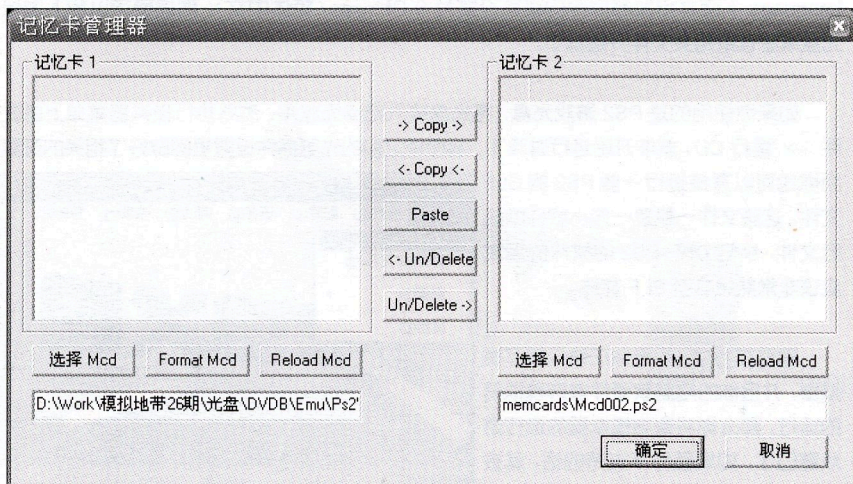 记忆卡管理器
记忆卡 1
记忆卡 2
-> Copy ->
<- Copy <-
Paste
<- Un/Delete
Un/Delete ->
选择 Mcd
Format Mcd
Reload Mcd
选择 Mcd
Format Mcd
Reload Mcd
D:\Work\模拟地带26期\光盘\DVDB\Emu\Ps2'
memcards\Mcd002.ps2
确定
取消